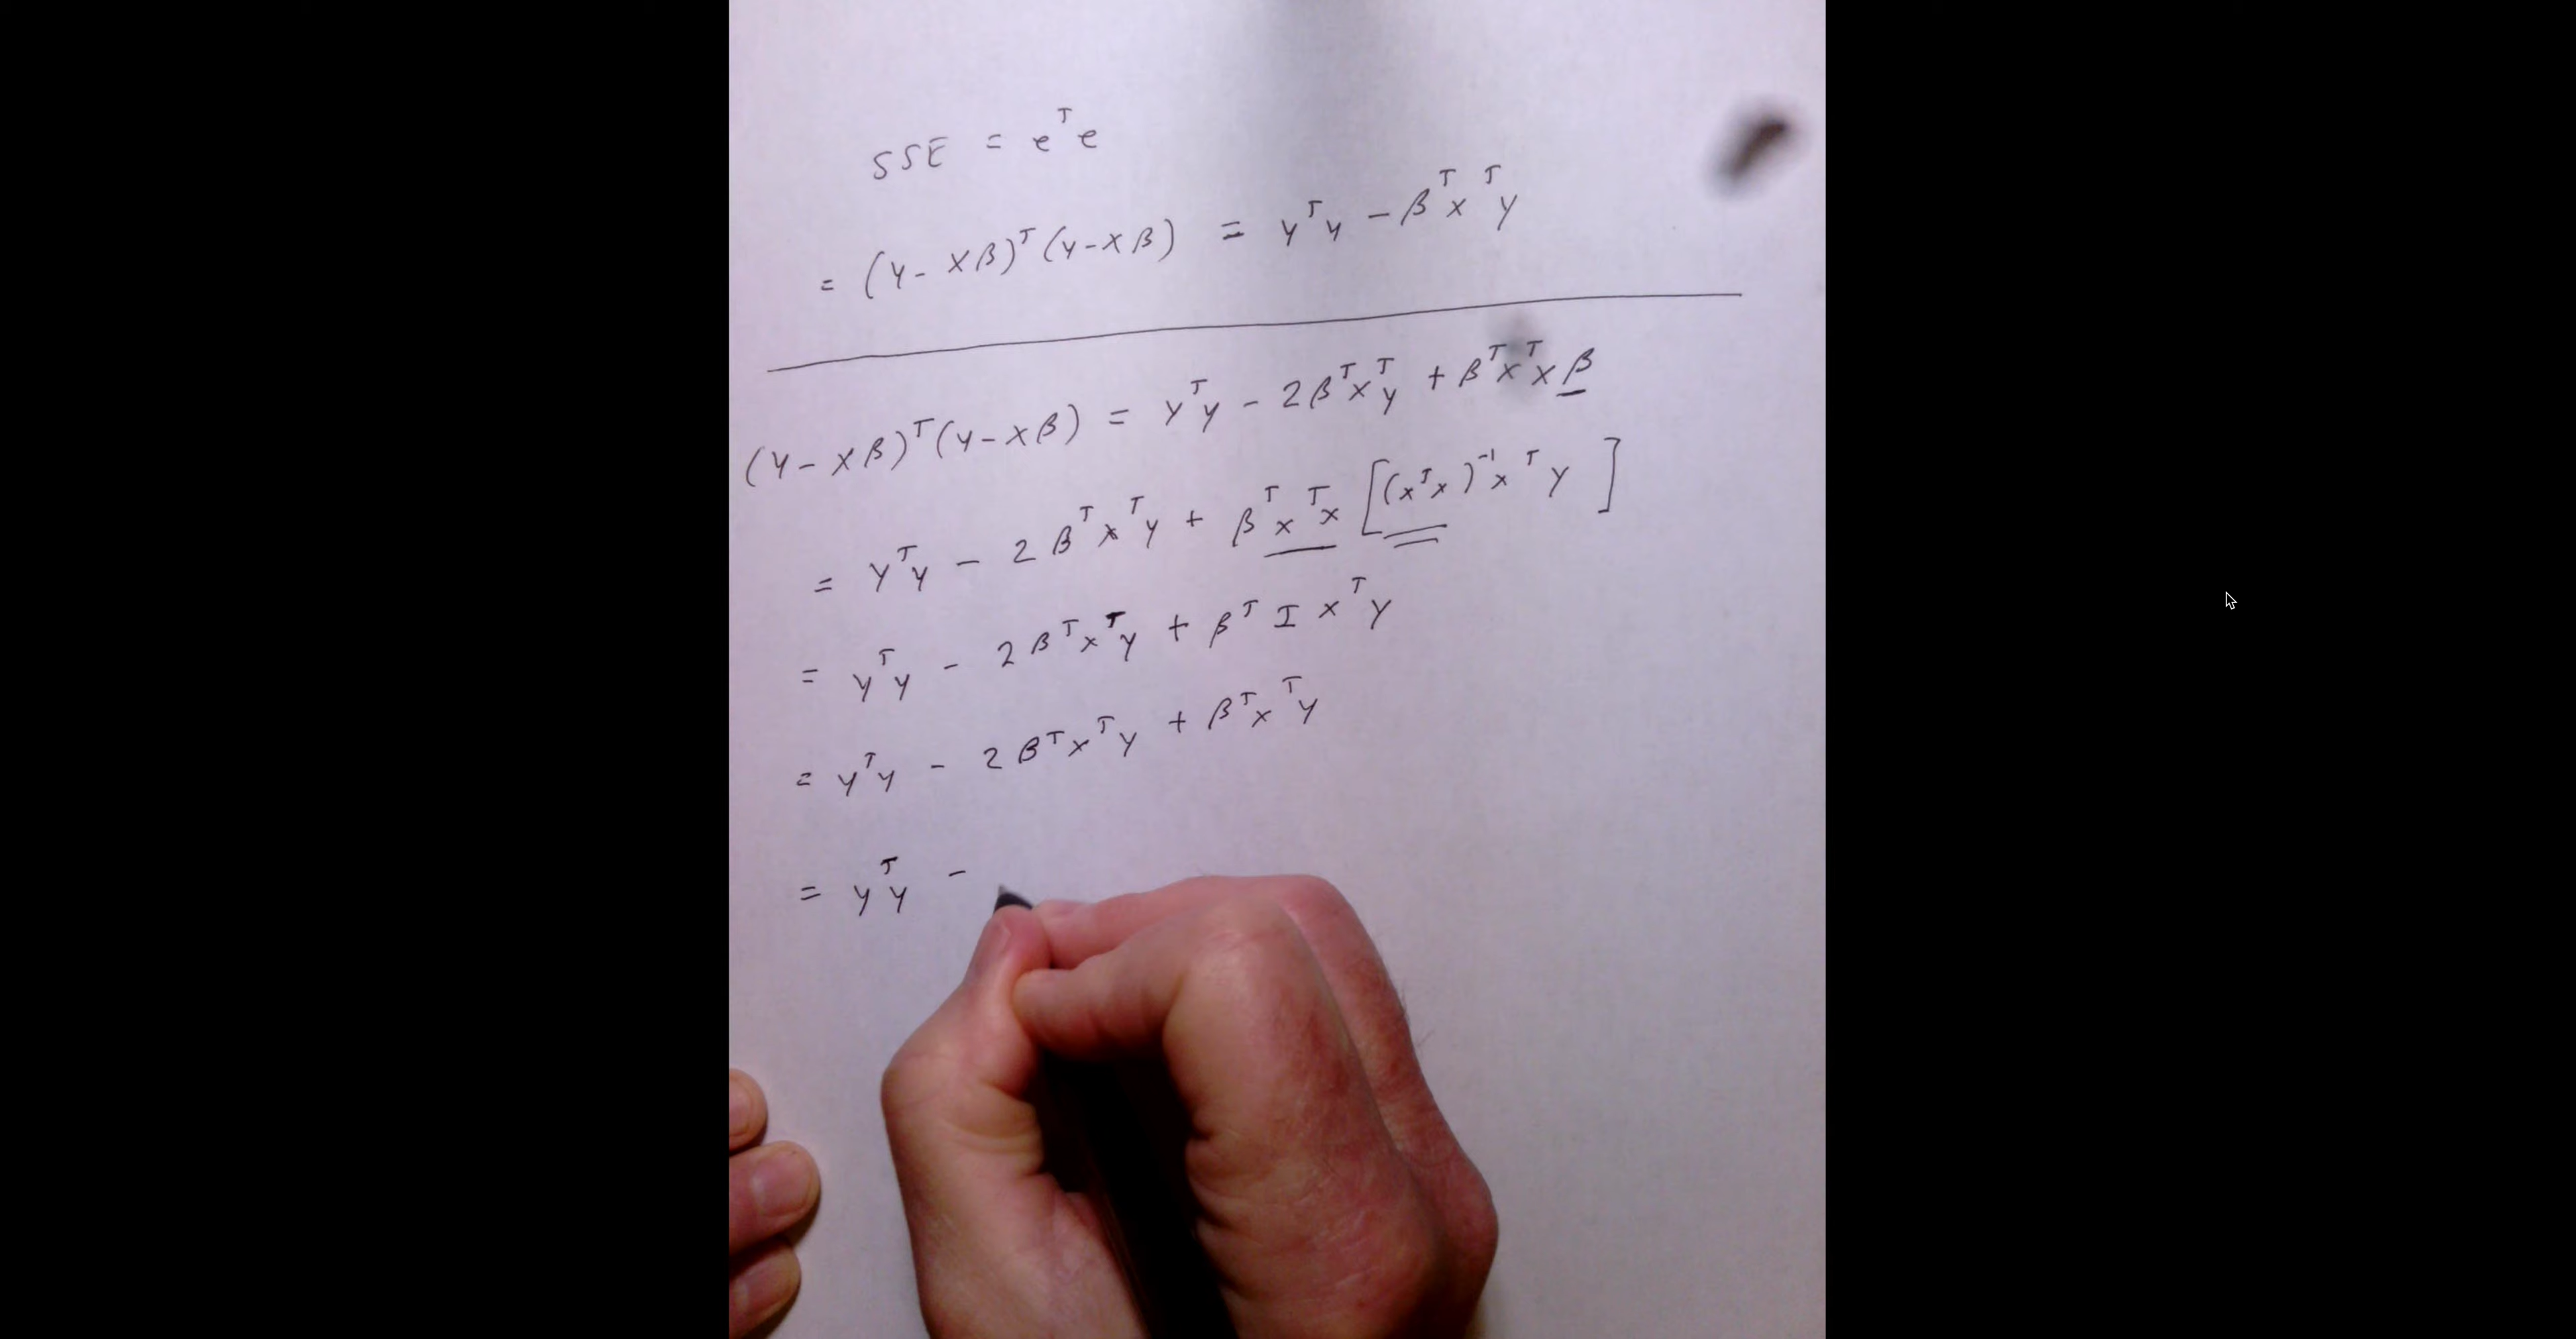 SSE = eᵀe
= (y - Xβ)ᵀ(y - Xβ) = yᵀy - βᵀxᵀy
(y - Xβ)ᵀ(y - Xβ) = yᵀy - 2βᵀxᵀy + βᵀxᵀxβ
= yᵀy - 2βᵀxᵀy + βᵀxᵀx [(xᵀx)⁻¹xᵀy]
= yᵀy - 2βᵀxᵀy + βᵀIxᵀy
= yᵀy - 2βᵀxᵀy + βᵀxᵀy
= yᵀy -